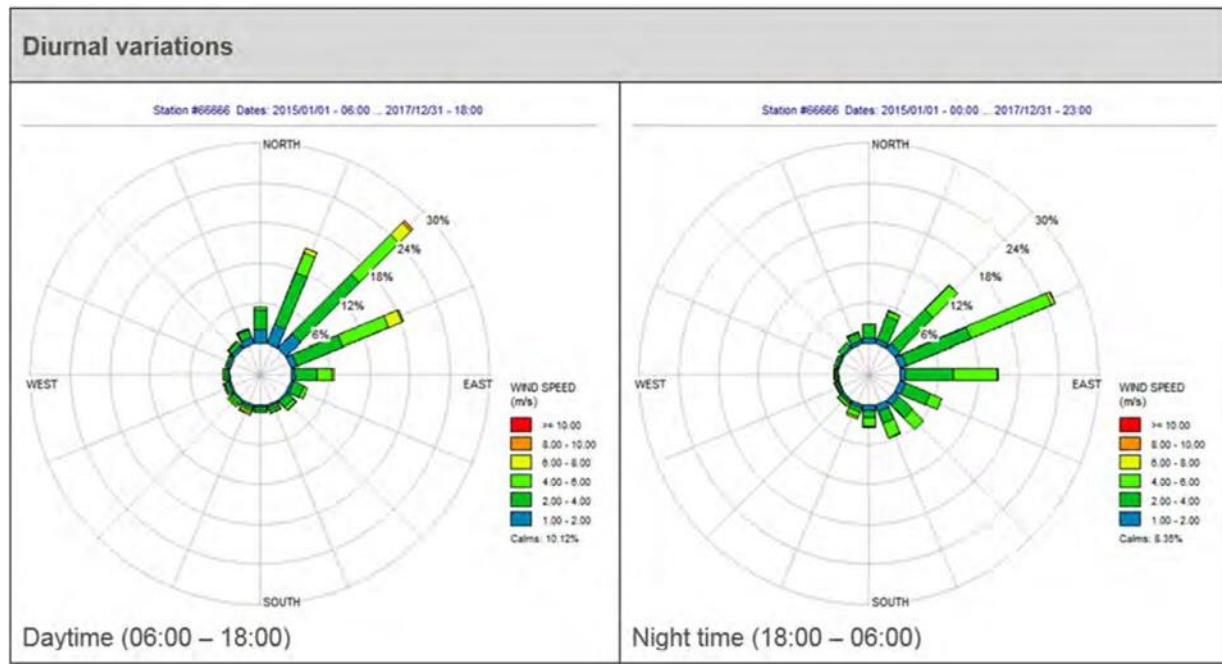 Diurnal variations
Station #66666 Dates: 2015/01/01 - 06:00 ... 2017/12/31 - 18:00
NORTH
30%
24%
18%
12%
6%
WEST
EAST
WIND SPEED
(m/s)
>= 10.00
8.00 - 10.00
6.00 - 8.00
4.00 - 6.00
2.00 - 4.00
1.00 - 2.00
Calms: 10.12%
SOUTH
Daytime (06:00 – 18:00)
Station #66666 Dates: 2015/01/01 - 00:00 ... 2017/12/31 - 23:00
NORTH
30%
24%
18%
12%
6%
WEST
EAST
WIND SPEED
(m/s)
>= 10.00
8.00 - 10.00
6.00 - 8.00
4.00 - 6.00
2.00 - 4.00
1.00 - 2.00
Calms:
SOUTH
Night time (18:00 – 06:00)